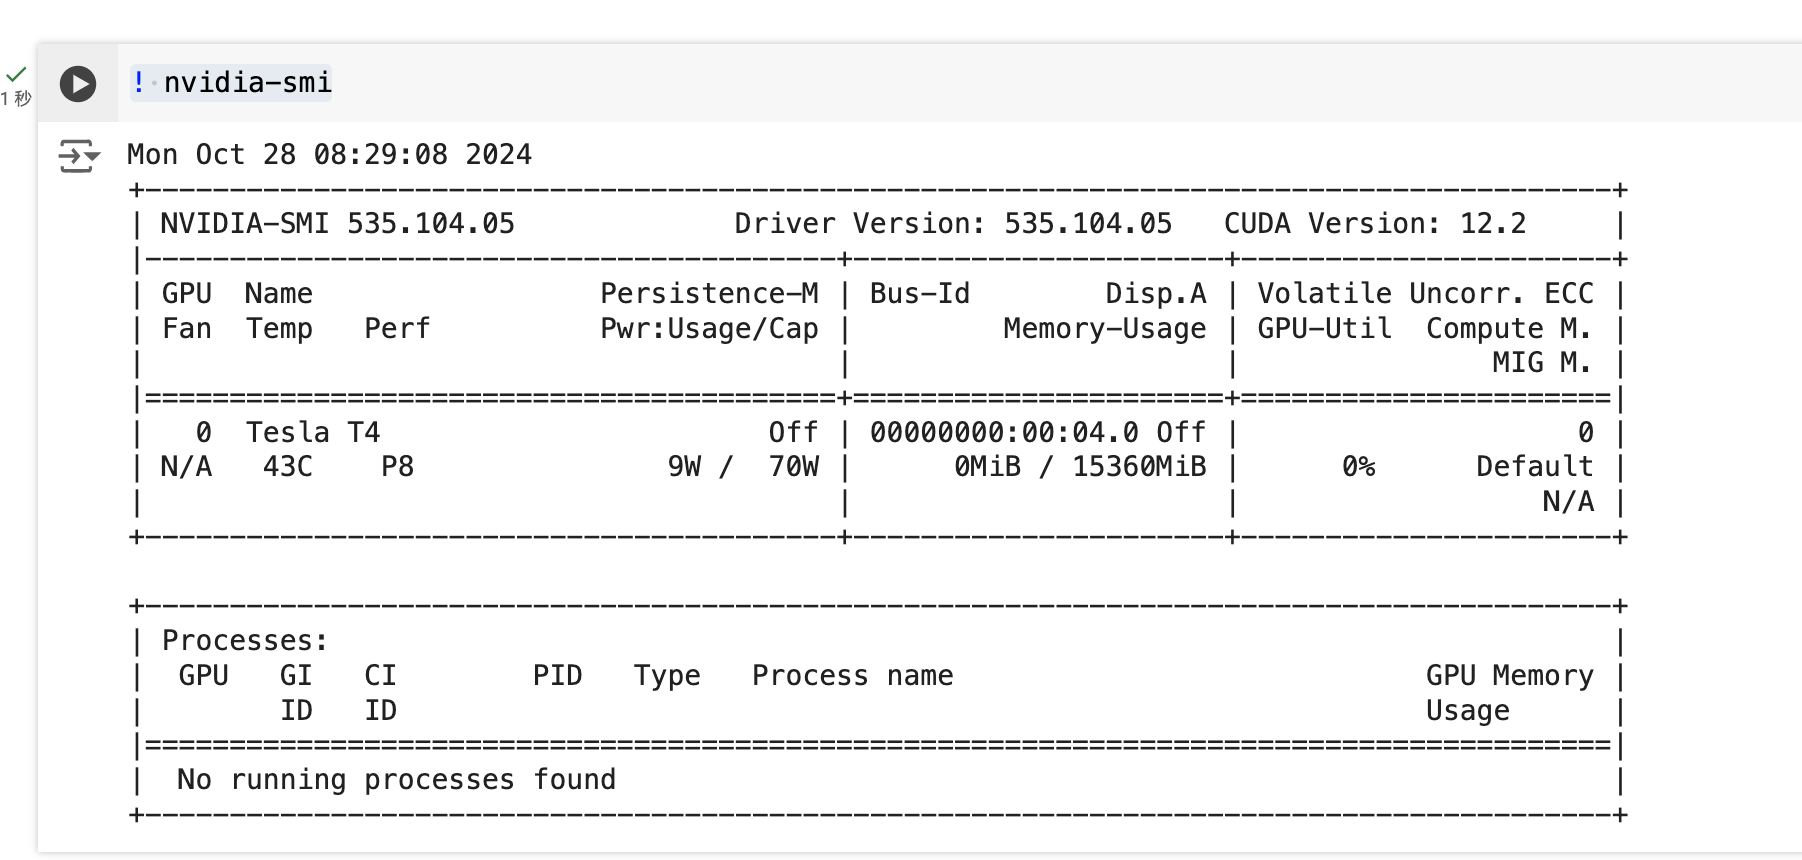 ! nvidia-smi
1 秒
Mon Oct 28 08:29:08 2024
+---------------------------------------------------------------------------------------+
| NVIDIA-SMI 535.104.05             Driver Version: 535.104.05   CUDA Version: 12.2     |
|-----------------------------------------+----------------------+----------------------+
| GPU  Name                 Persistence-M | Bus-Id        Disp.A | Volatile Uncorr. ECC |
| Fan  Temp   Perf          Pwr:Usage/Cap |         Memory-Usage | GPU-Util  Compute M. |
|                                         |                      |               MIG M. |
|=========================================+======================+======================|
|   0  Tesla T4                       Off | 00000000:00:04.0 Off |                    0 |
| N/A   43C    P8               9W /  70W |      0MiB / 15360MiB |      0%      Default |
|                                         |                      |                  N/A |
+-----------------------------------------+----------------------+----------------------+
+---------------------------------------------------------------------------------------+
| Processes:                                                                            |
|  GPU   GI   CI        PID   Type   Process name                            GPU Memory |
|        ID   ID                                                             Usage      |
|=======================================================================================|
|  No running processes found                                                           |
+---------------------------------------------------------------------------------------+